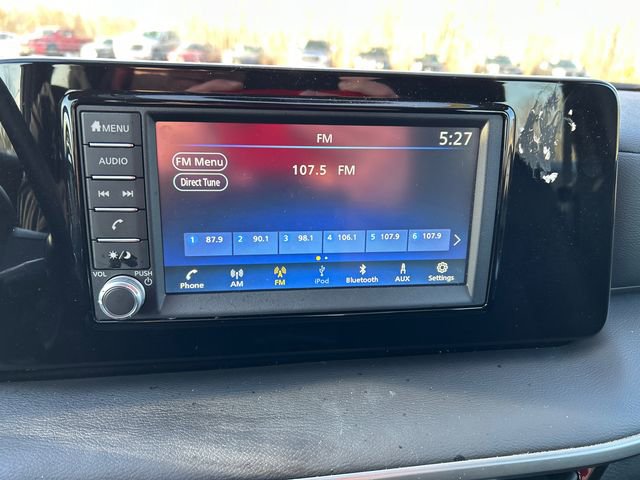 MENU
AUDIO
VOL
PUSH
FM
5:27
FM Menu
107.5 FM
Direct Tune
1 87.9 2 90.1 3 98.1 4 106.1 5 107.9 6 107.9
Phone AM FM iPod Bluetooth AUX Settings